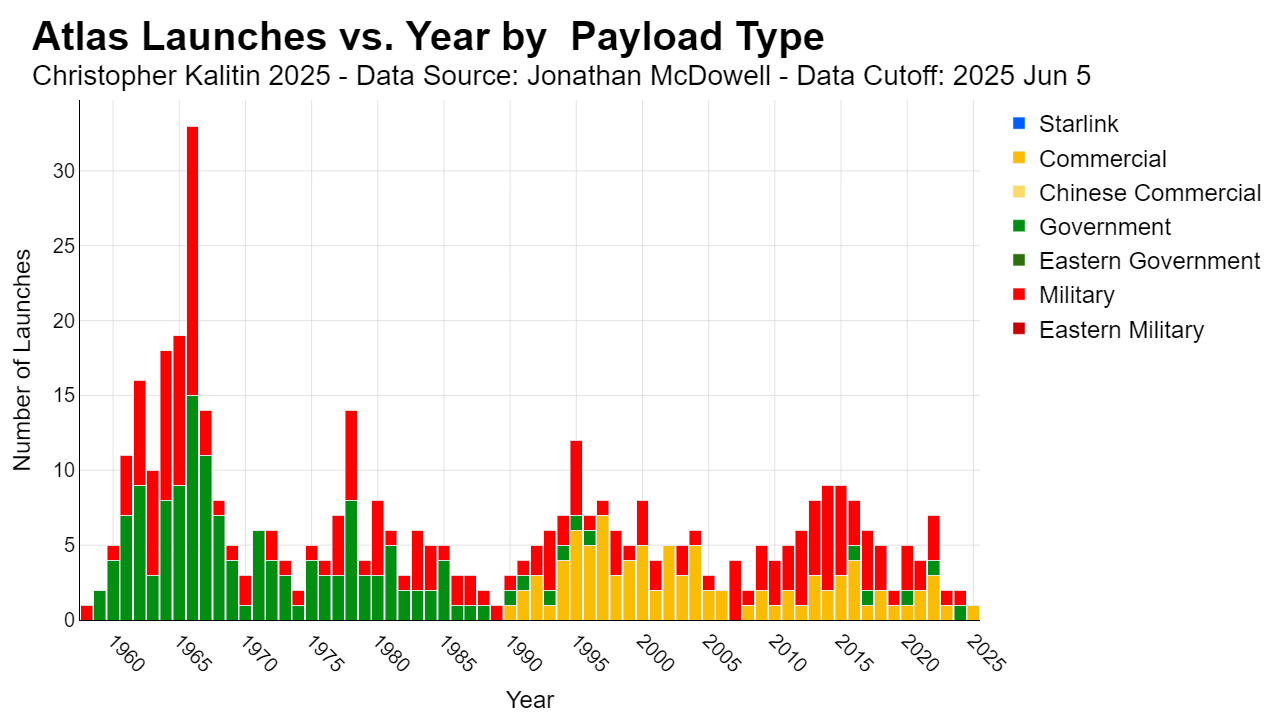 Atlas Launches vs. Year by  Payload Type
Christopher Kalitin 2025 - Data Source: Jonathan McDowell - Data Cutoff: 2025 Jun 5
Starlink
Commercial
Chinese Commercial
Government
Eastern Government
Military
Eastern Military
Number of Launches
30
25
20
15
10
5
0
1960
1965
1970
1975
1980
1985
1990
1995
2000
2005
2010
2015
2020
2025
Year